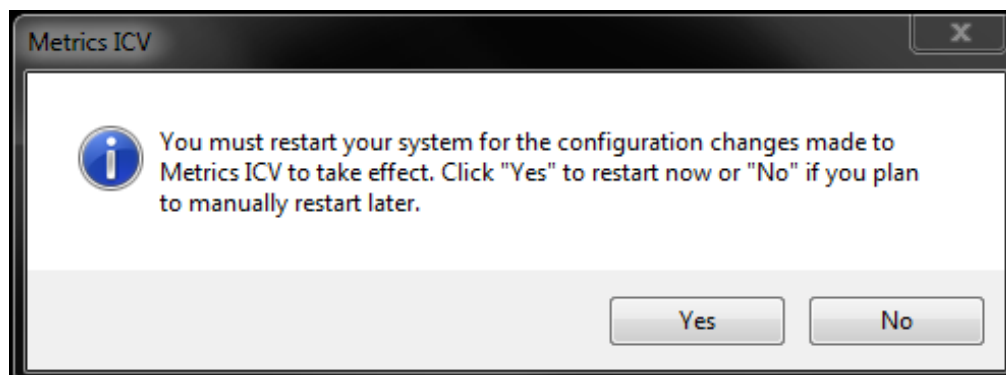 Metrics ICV
You must restart your system for the configuration changes made to
Metrics ICV to take effect. Click "Yes" to restart now or "No" if you plan
to manually restart later.
Yes
No